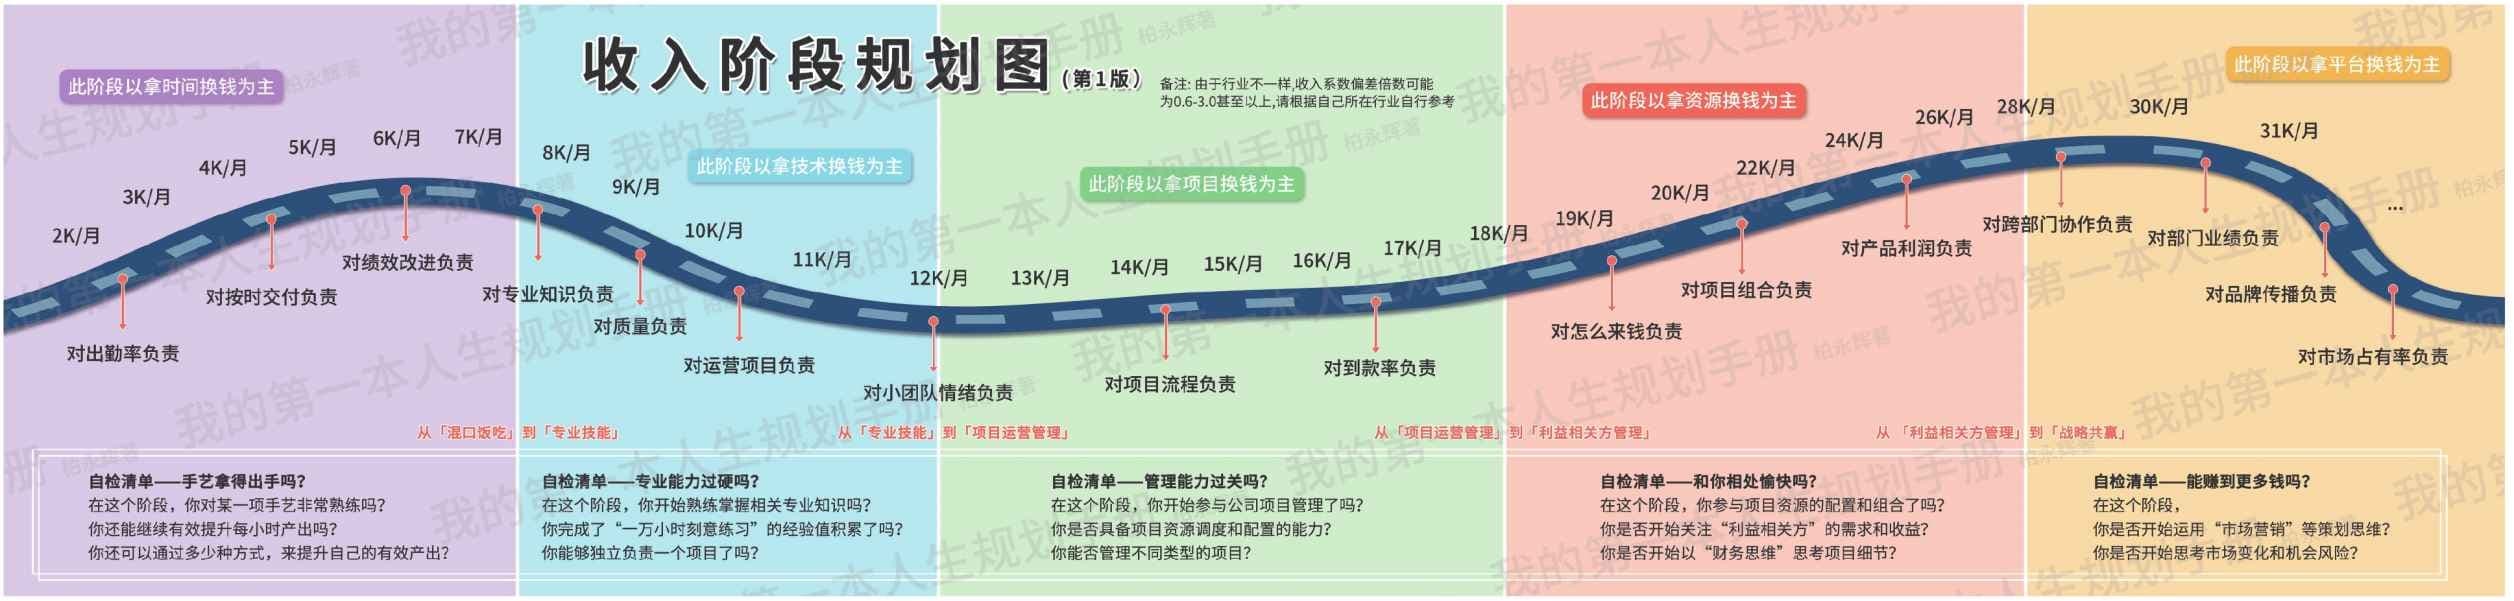 收入阶段规划图(第1版)
备注: 由于行业不一样,收入系数偏差倍数可能
为0.6-3.0甚至以上,请根据自己所在行业自行参考
此阶段以拿时间换钱为主
2K/月
3K/月
4K/月
5K/月
6K/月
7K/月
对出勤率负责
对按时交付负责
对绩效改进负责
此阶段以拿技术换钱为主
8K/月
9K/月
10K/月
11K/月
对专业知识负责
对质量负责
对运营项目负责
对小团队情绪负责
此阶段以拿项目换钱为主
12K/月
13K/月
14K/月
15K/月
16K/月
17K/月
18K/月
对项目流程负责
对到款率负责
此阶段以拿资源换钱为主
19K/月
20K/月
22K/月
24K/月
26K/月
对怎么来钱负责
对项目组合负责
对产品利润负责
此阶段以拿平台换钱为主
28K/月
30K/月
31K/月
...
对跨部门协作负责
对部门业绩负责
对品牌传播负责
对市场占有率负责
从「混口饭吃」到「专业技能」
从「专业技能」到「项目运营管理」
从「项目运营管理」到「利益相关方管理」
从「利益相关方管理」到「战略共赢」
自检清单——手艺拿得出手吗?
在这个阶段，你对某一项手艺非常熟练吗?
你还能继续有效提升每小时产出吗?
你还可以通过多少种方式，来提升自己的有效产出?
自检清单——专业能力过硬吗?
在这个阶段，你开始熟练掌握相关专业知识吗?
你完成了“一万小时刻意练习”的经验值积累了吗?
你能够独立负责一个项目了吗?
自检清单——管理能力过关吗?
在这个阶段，你开始参与公司项目管理了吗?
你是否具备项目资源调度和配置的能力?
你能否管理不同类型的项目?
自检清单——和你相处愉快吗?
在这个阶段，你参与项目资源的配置和组合了吗?
你是否开始关注“利益相关方”的需求和收益?
你是否开始以“财务思维”思考项目细节?
自检清单——能赚到更多钱吗?
在这个阶段，
你是否开始运用“市场营销”等策划思维?
你是否开始思考市场变化和机会风险?
我的第一本人生规划手册 柏永辉著